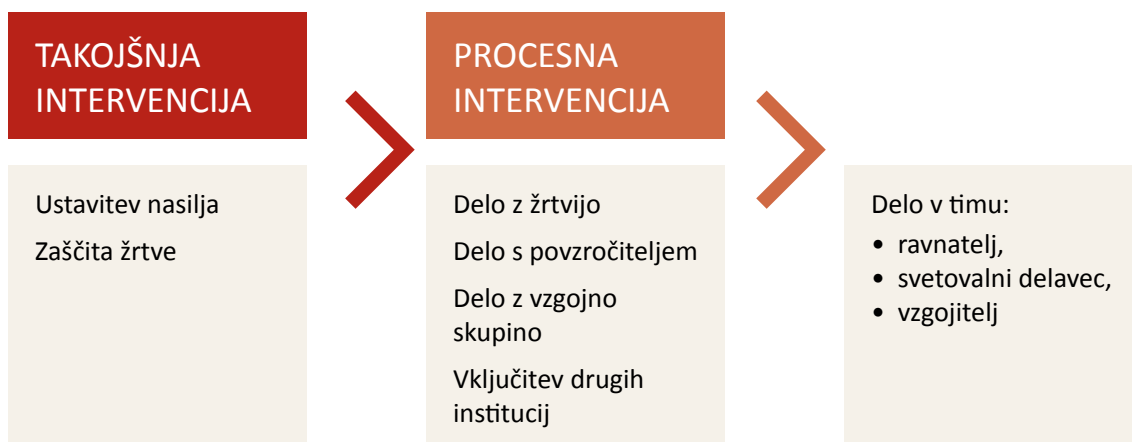 TAKOJŠNJA
INTERVENCIJA
Ustavitev nasilja
Zaščita žrtve
PROCESNA
INTERVENCIJA
Delo z žrtvijo
Delo s povzročiteljem
Delo z vzgojno
skupino
Vključitev drugih
institucij
Delo v timu:
• ravnatelj,
• svetovalni delavec,
• vzgojitelj